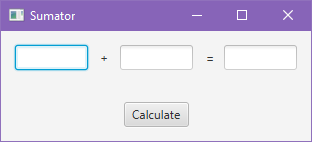 Sumator
+ =
Calculate